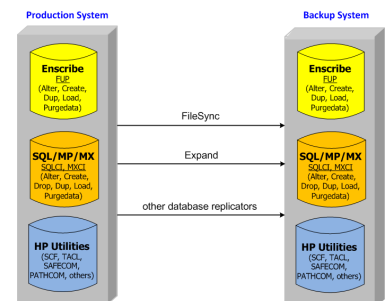 Production System
Backup System
Enscribe
FUP
(Alter, Create,
Dup, Load,
Purgedata)
SQL/MP/MX
SQLCI, MXCI
(Alter, Create,
Drop, Dup, Load,
Purgedata)
HP Utilities
(SCF, TACL,
SAFECOM,
PATHCOM, others)
FileSync
Expand
other database replicators
Enscribe
FUP
(Alter, Create,
Dup, Load,
Purgedata)
SQL/MP/MX
SQLCI, MXCI
(Alter, Create,
Drop, Dup, Load,
Purgedata)
HP Utilities
(SCF, TACL,
SAFECOM,
PATHCOM, others)